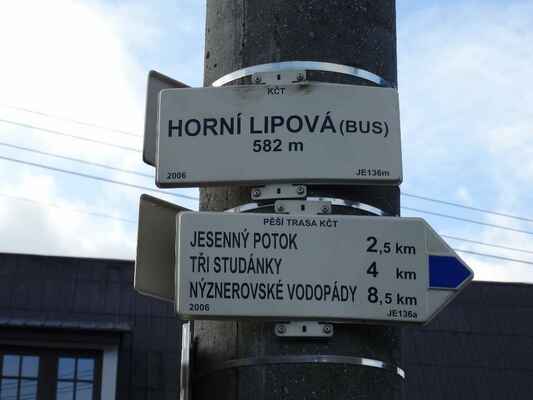 KČT
HORNÍ LIPOVÁ (BUS)
582 m
2006 JE136m
PĚŠÍ TRASA KČT
JESENNÝ POTOK 2,5 km
TŘI STUDÁNKY 4 km
NÝZNEROVSKÉ VODOPÁDY 8,5 km
2006 JE136a